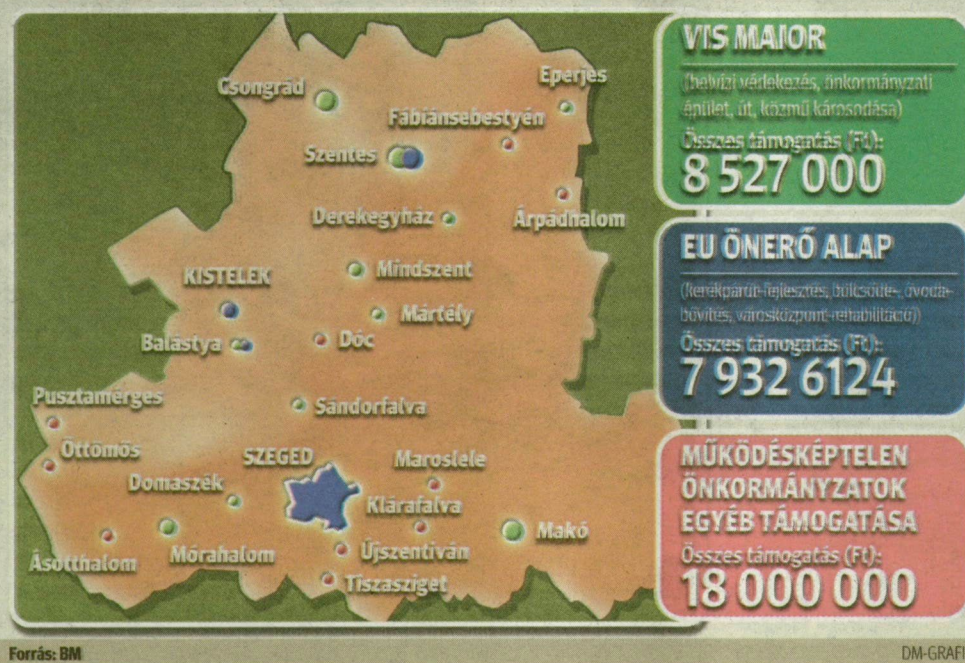 Csongrád
Eperjes
Fábiánsebestyén
Szentes
Derekegyház
Árpádhalom
KISTELEK
Mindszent
Mártély
Balástya
Dóc
Pusztamérges
Sándorfalva
Öttömös
SZEGED
Maroslele
Domaszék
Klárafalva
Makó
Ásotthalom
Mórahalom
Újszentiván
Tiszasziget
VIS MAIOR
(belvízi védekezés, önkormányzati
épület, út, közmű károsodása)
Összes támogatás (Ft):
8 527 000
EU ÖNERŐ ALAP
(kerékpárút-fejlesztés, bölcsőde-, óvoda-
bővítés, városközpont-rehabilitáció))
Összes támogatás (Ft):
7 932 6124
MŰKÖDÉSKÉPTELEN
ÖNKORMÁNYZATOK
EGYÉB TÁMOGATÁSA
Összes támogatás (Ft):
18 000 000
Forrás: BM
DM-GRAFI